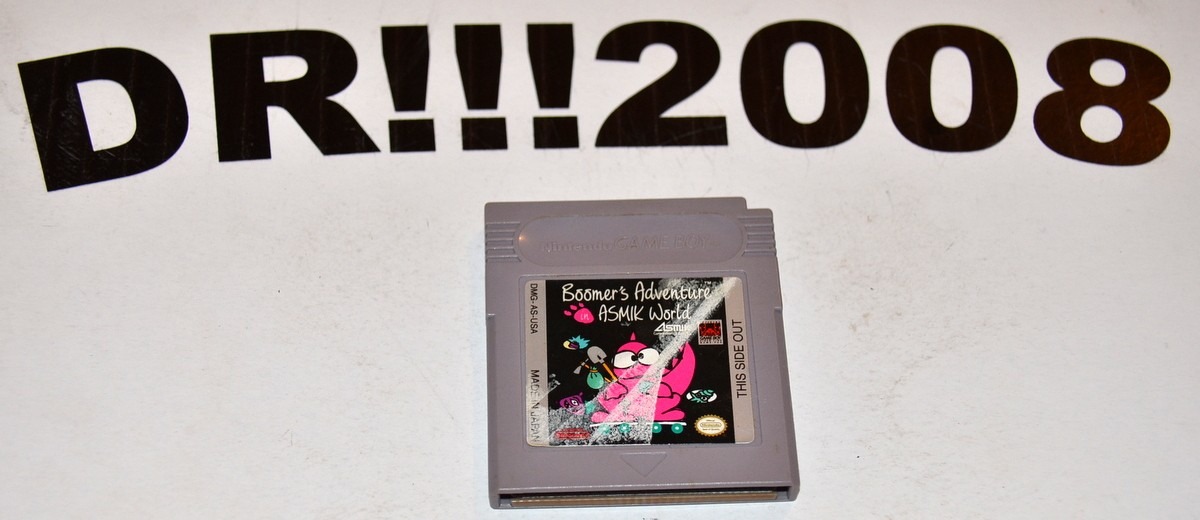 DR!!!2008
Nintendo GAME BOY
DMG-AS-USA
MADE IN JAPAN
Boomer's Adventure
in ASMIK World
Asmik
THIS SIDE OUT
Nintendo